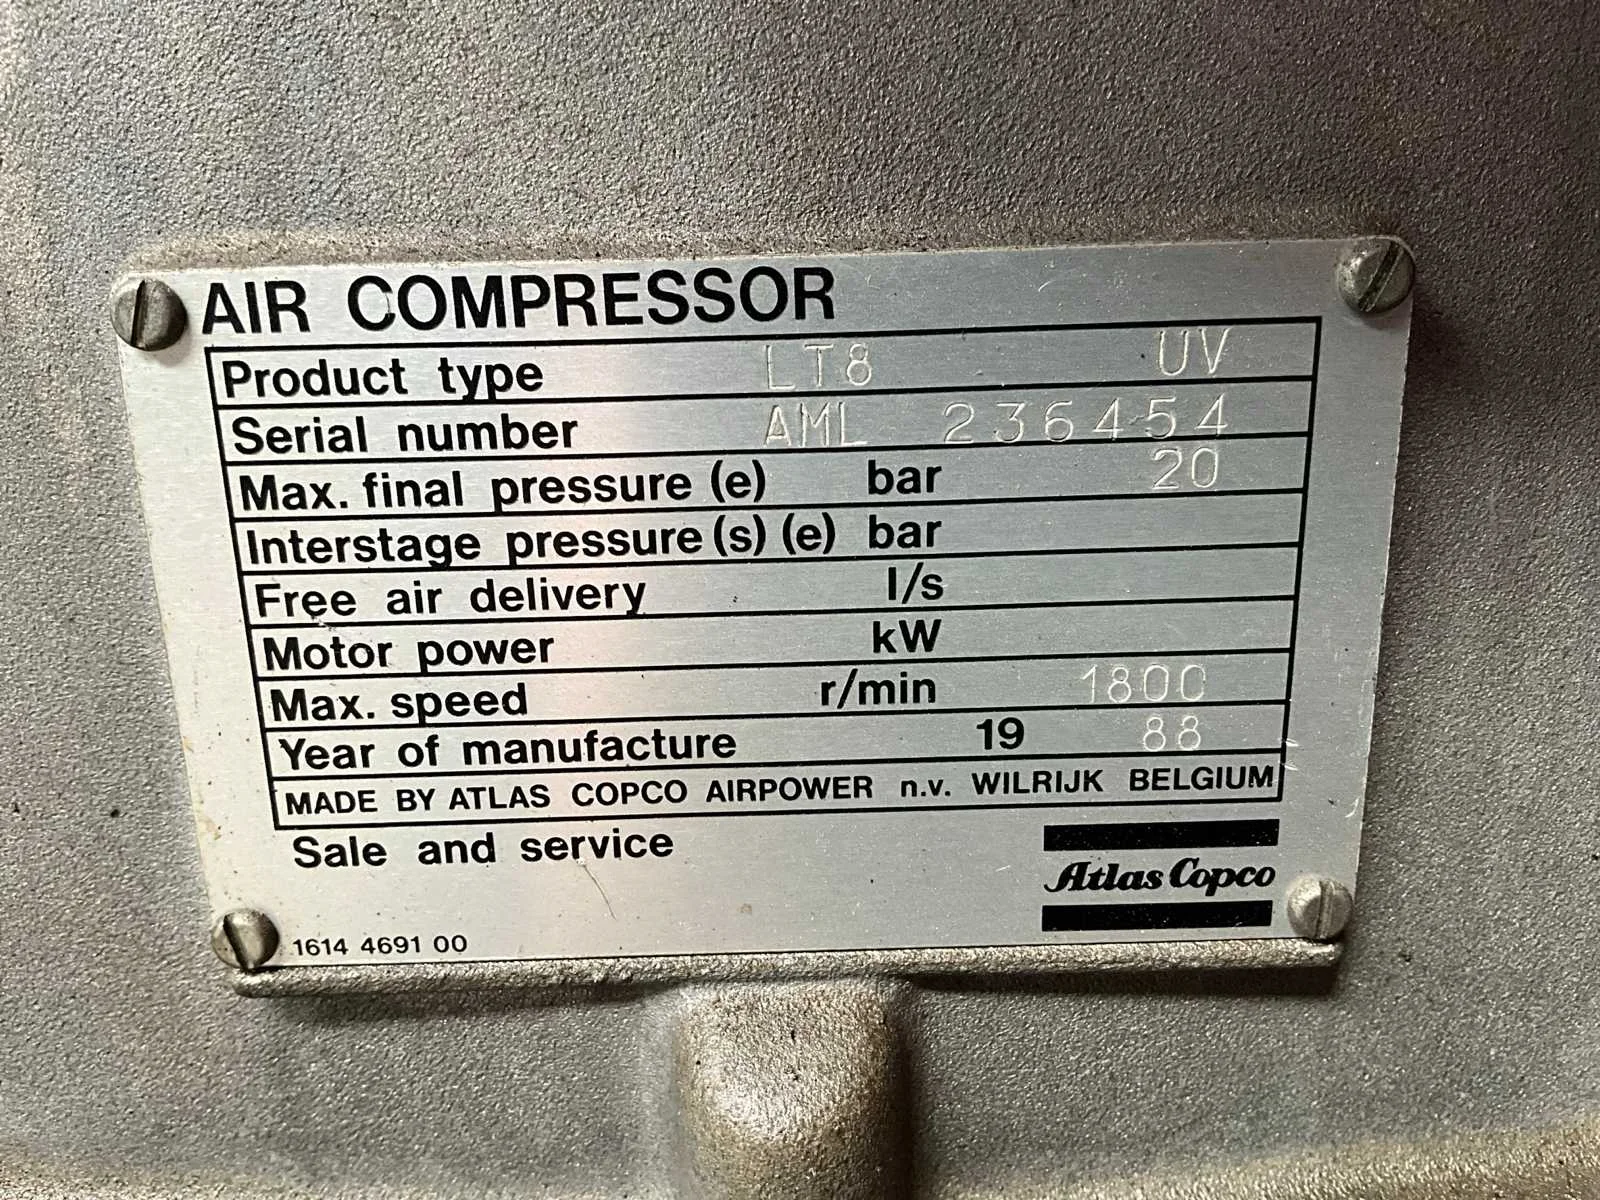 AIR COMPRESSOR
Product type LT8 UV
Serial number AML 236454
Max. final pressure (e) bar 20
Interstage pressure (s) (e) bar
Free air delivery l/s
Motor power kW
Max. speed r/min 1800
Year of manufacture 19 88
MADE BY ATLAS COPCO AIRPOWER n.v. WILRIJK BELGIUM
Sale and service
Atlas Copco
1614 4691 00